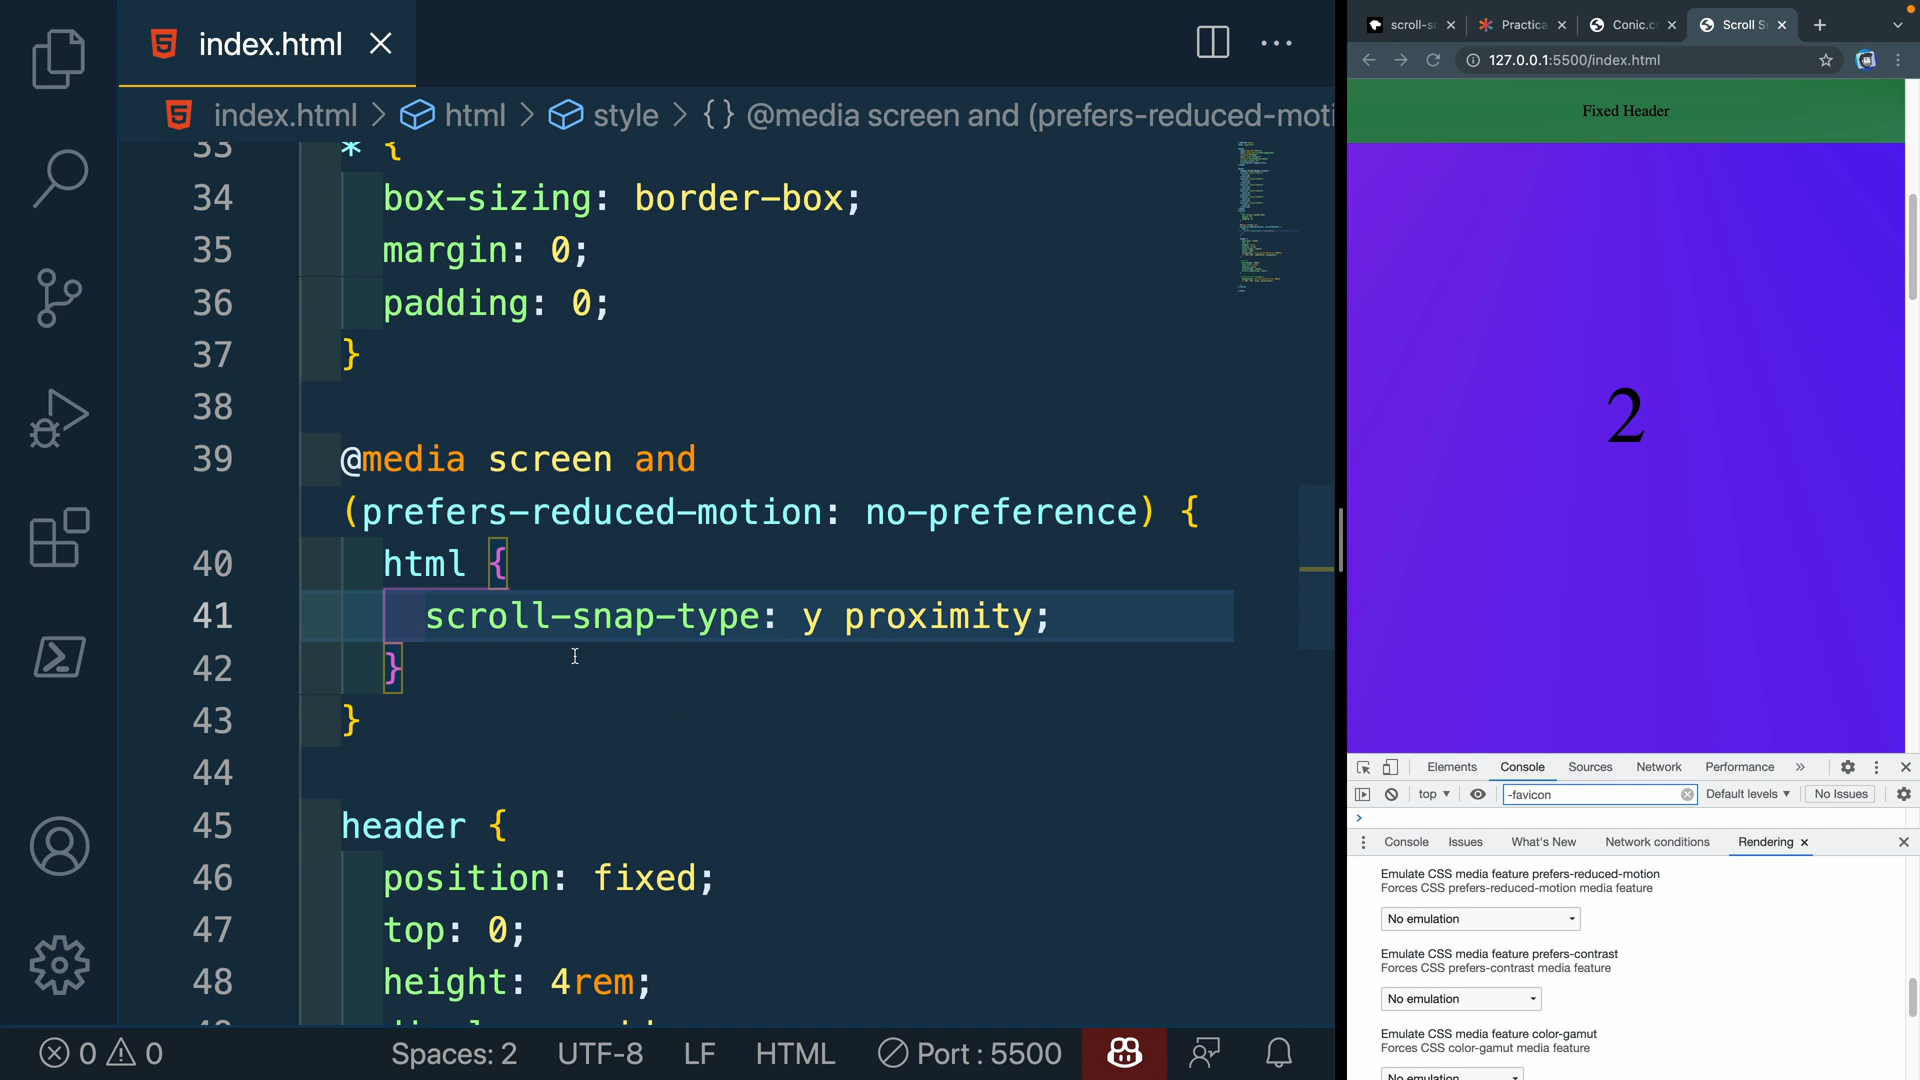 index.html
index.html > html > style > {} @media screen and (prefers-reduced-moti
33 * {
34 box-sizing: border-box;
35 margin: 0;
36 padding: 0;
37 }
38
39 @media screen and
(prefers-reduced-motion: no-preference) {
40 html {
41 scroll-snap-type: y proximity;
42 }
43 }
44
45 header {
46 position: fixed;
47 top: 0;
48 height: 4rem;
0 0
Spaces: 2 UTF-8 LF HTML Port : 5500
scroll-s Practica Conic.c Scroll S
127.0.0.1:5500/index.html
Fixed Header
2
Elements Console Sources Network Performance »
top -favicon Default levels No Issues
>
Console Issues What's New Network conditions Rendering
Emulate CSS media feature prefers-reduced-motion
Forces CSS prefers-reduced-motion media feature
No emulation
Emulate CSS media feature prefers-contrast
Forces CSS prefers-contrast media feature
No emulation
Emulate CSS media feature color-gamut
Forces CSS color-gamut media feature
No emulation